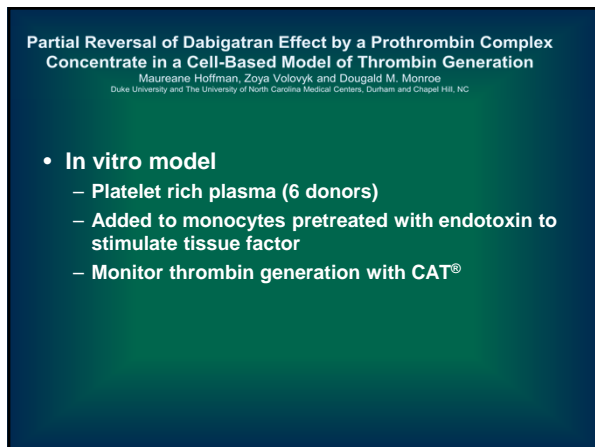 Partial Reversal of Dabigatran Effect by a Prothrombin Complex
Concentrate in a Cell-Based Model of Thrombin Generation
Maureane Hoffman, Zoya Volovyk and Dougald M. Monroe
Duke University and The University of North Carolina Medical Centers, Durham and Chapel Hill, NC
• In vitro model
– Platelet rich plasma (6 donors)
– Added to monocytes pretreated with endotoxin to
stimulate tissue factor
– Monitor thrombin generation with CAT®